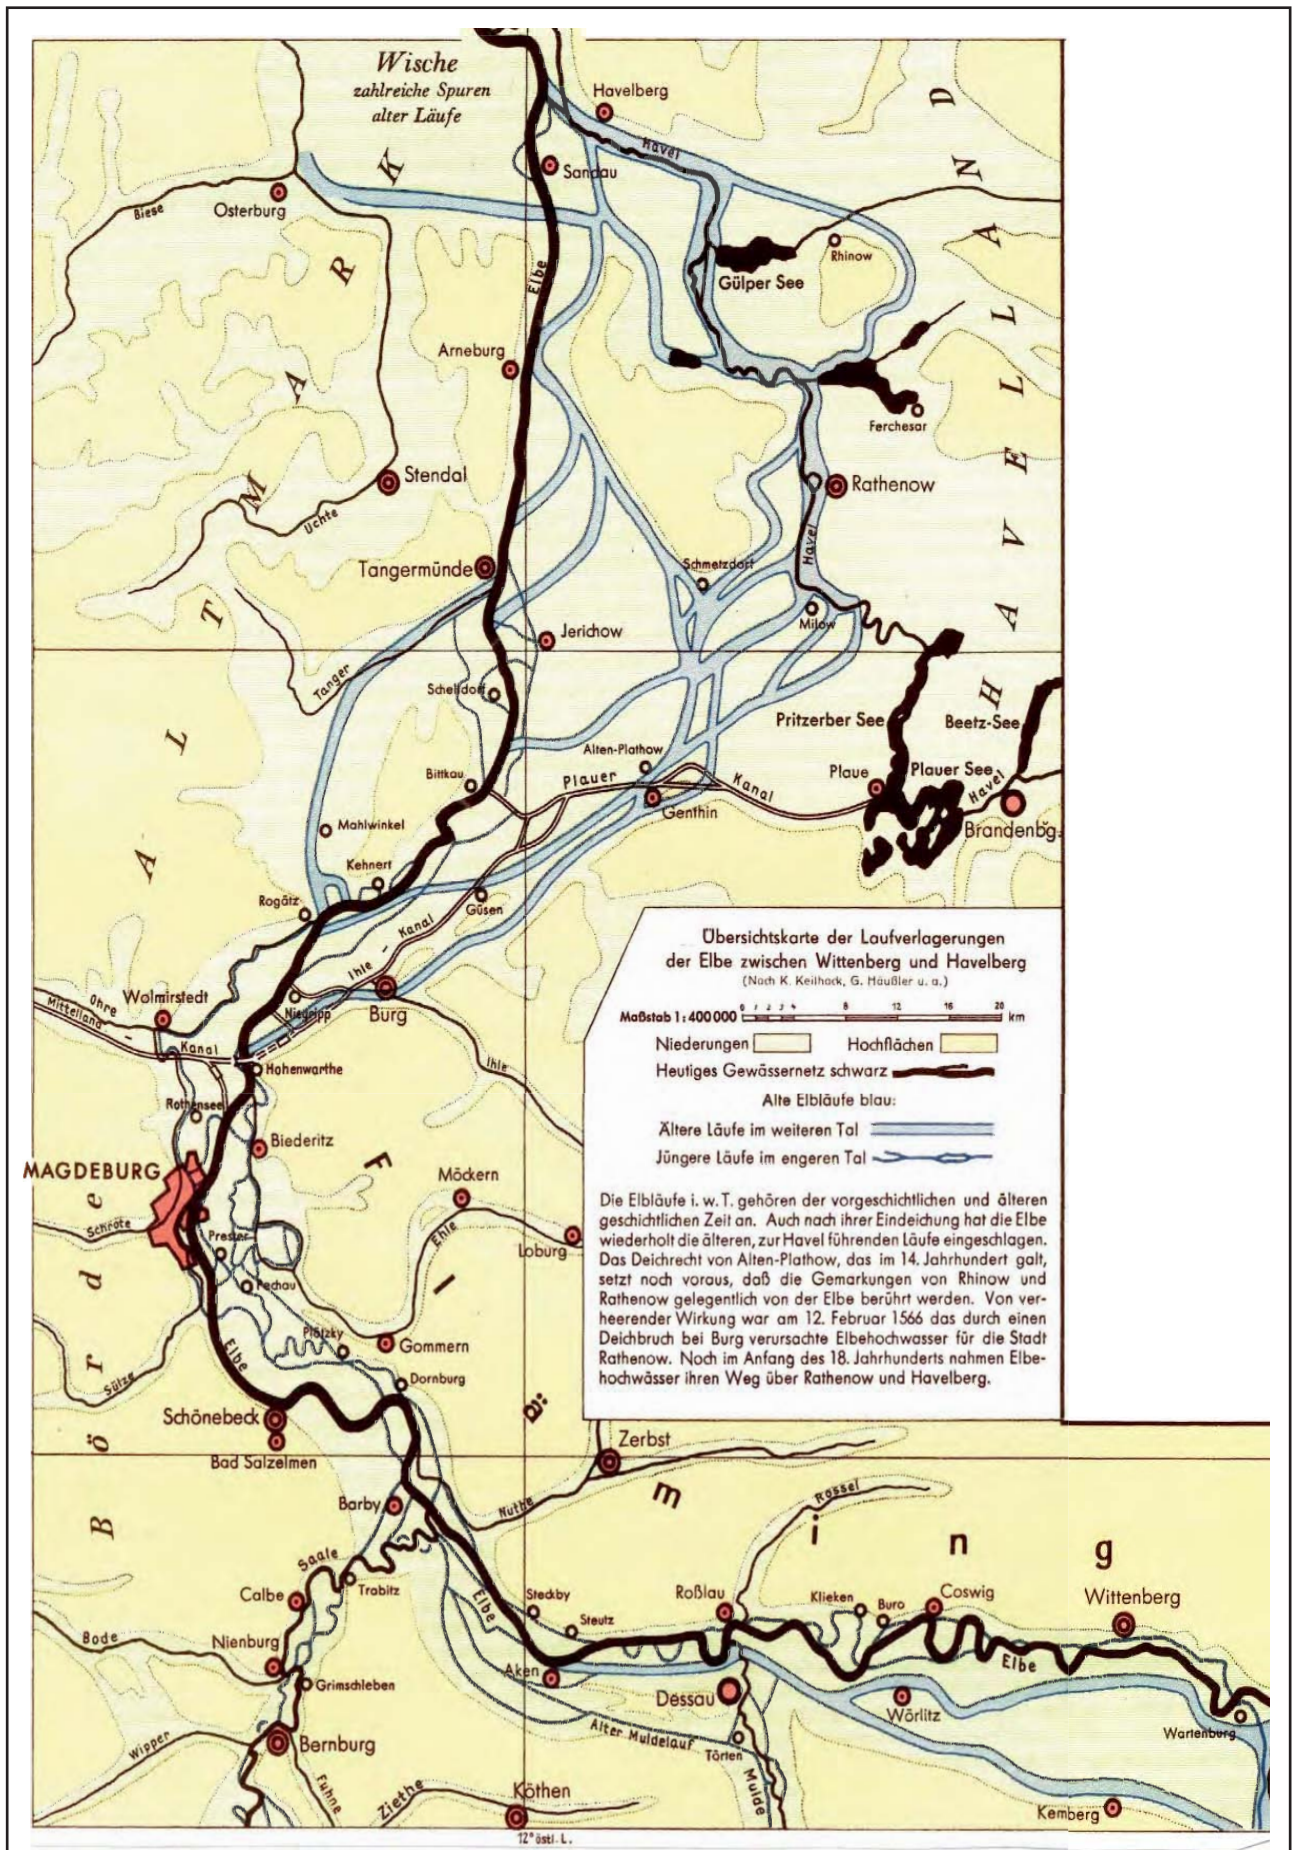 Wische
zahlreiche Spuren
alter Läufe
Havelberg
Havel
Sandau
Osterburg
Biese
Elbe
Rhinow
Gülper See
Arneburg
Ferchesar
Stendal
Uchte
Rathenow
Havel
Tangermünde
Schmetzdorf
Milow
Jerichow
Tanger
Schelldorf
Pritzerber See
Beetz-See
Alten-Plathow
Bittkau
Plauer
Kanal
Plaue
Plauer See
Havel
Genthin
Brandenbg.
Mahlwinkel
Kehnert
Rogätz
Güsen
Ihle - Kanal
Wolmirstedt
Ohre
Mittelland -
Kanal
Niegripp
Burg
Hohenwarthe
Ihle
Rothensee
Biederitz
MAGDEBURG
Möckern
Schrote
Ehle
Loburg
Prester
Pechau
Plötzky
Gommern
Elbe
Dornburg
Sülze
Schönebeck
Bad Salzelmen
Zerbst
Barby
Nuthe
Rossel
Saale
Trabitz
Calbe
Elbe
Steckby
Steutz
Roßlau
Klieken
Buro
Coswig
Wittenberg
Bode
Nienburg
Elbe
Grimschleben
Aken
Dessau
Wörlitz
Wartenburg
Wipper
Bernburg
Alter Muldelauf
Törten
Fuhne
Ziethe
Köthen
Mulde
Kemberg
12° östl. L.
A L T M A R K
H A V E L L A N D
B ö r d e
F l ä m i n g
Übersichtskarte der Laufverlagerungen
der Elbe zwischen Wittenberg und Havelberg
(Nach K. Keilhack, G. Häußler u. a.)
Maßstab 1:400 000 0 1 2 3 4 8 12 16 20 km
Niederungen Hochflächen
Heutiges Gewässernetz schwarz
Alte Elbläufe blau:
Ältere Läufe im weiteren Tal
Jüngere Läufe im engeren Tal
Die Elbläufe i. w. T. gehören der vorgeschichtlichen und älteren
geschichtlichen Zeit an. Auch nach ihrer Eindeichung hat die Elbe
wiederholt die älteren, zur Havel führenden Läufe eingeschlagen.
Das Deichrecht von Alten-Plathow, das im 14. Jahrhundert galt,
setzt noch voraus, daß die Gemarkungen von Rhinow und
Rathenow gelegentlich von der Elbe berührt werden. Von ver-
heerender Wirkung war am 12. Februar 1566 das durch einen
Deichbruch bei Burg verursachte Elbehochwasser für die Stadt
Rathenow. Noch im Anfang des 18. Jahrhunderts nahmen Elbe-
hochwässer ihren Weg über Rathenow und Havelberg.